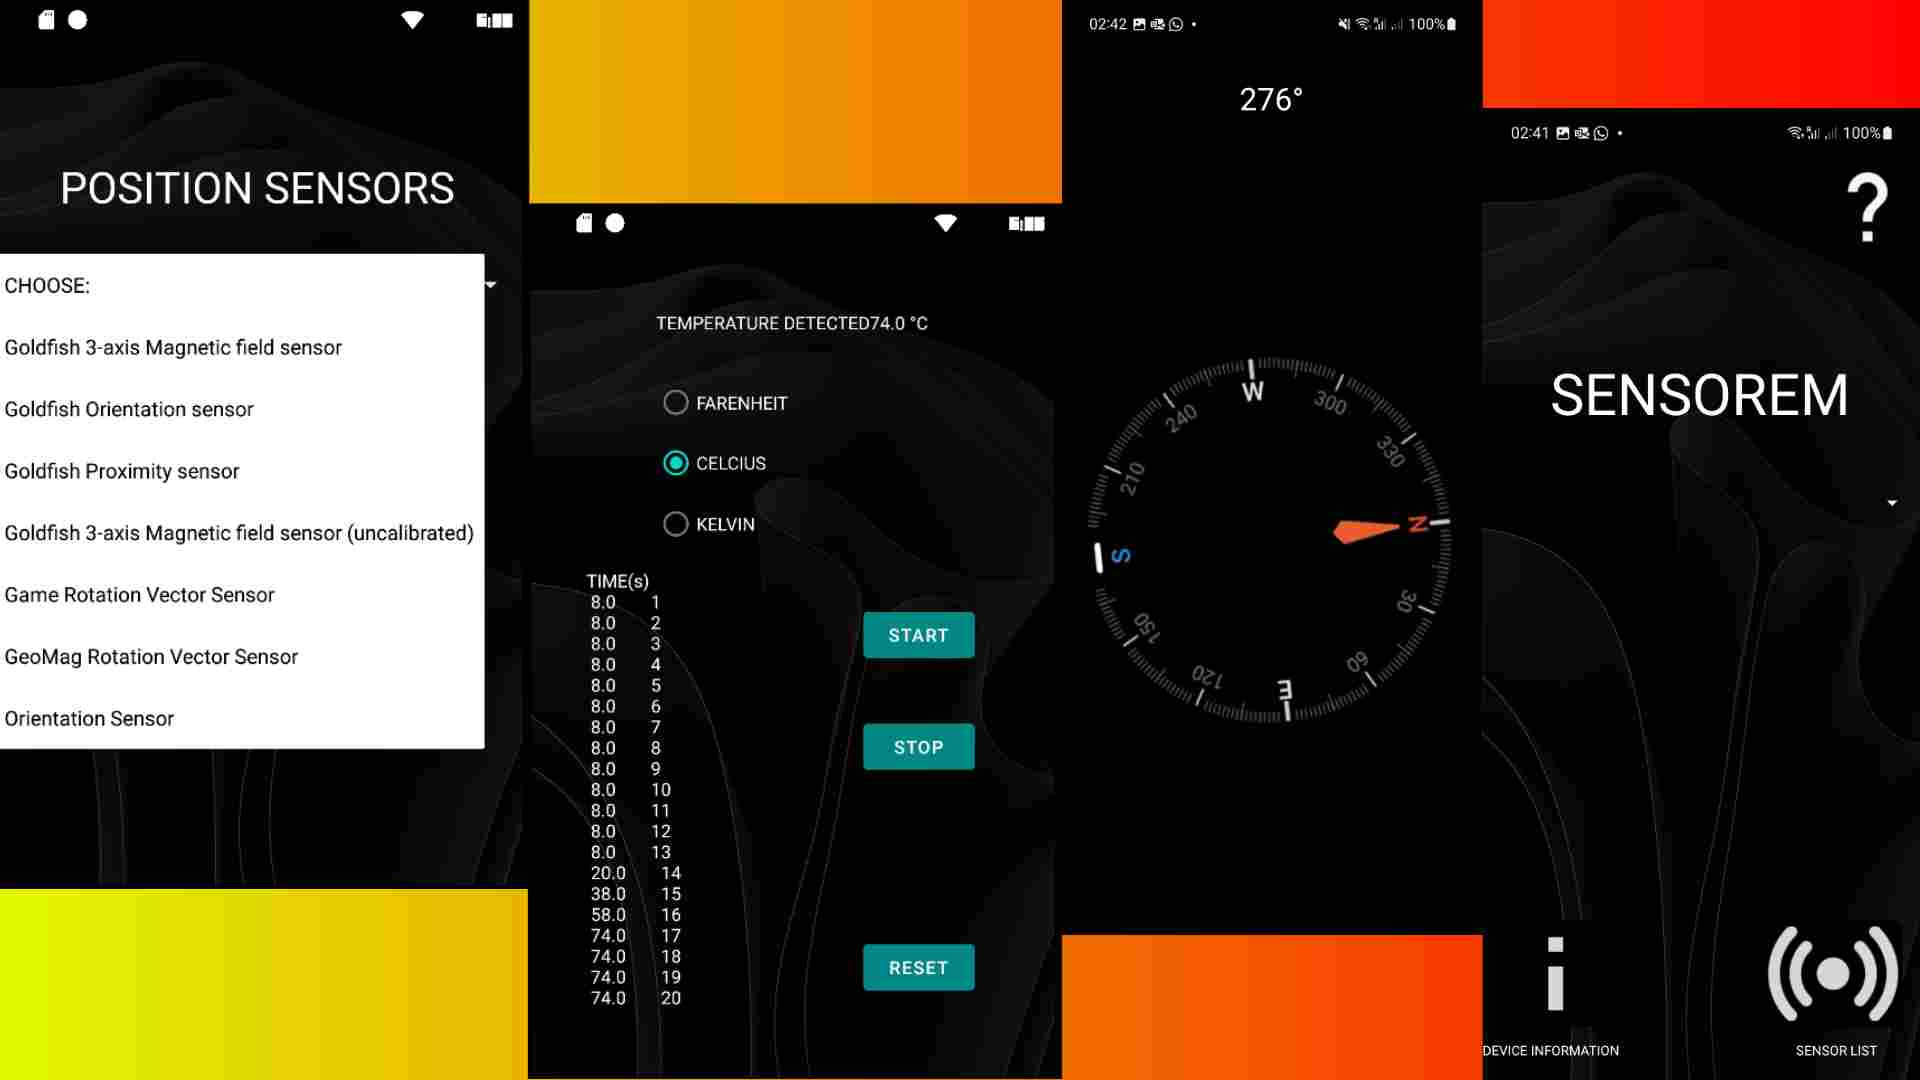 POSITION SENSORS
CHOOSE:
Goldfish 3-axis Magnetic field sensor
Goldfish Orientation sensor
Goldfish Proximity sensor
Goldfish 3-axis Magnetic field sensor (uncalibrated)
Game Rotation Vector Sensor
GeoMag Rotation Vector Sensor
Orientation Sensor
TEMPERATURE DETECTED74.0 °C
FARENHEIT
CELCIUS
KELVIN
TIME(s)
8.0 1
8.0 2
8.0 3
8.0 4
8.0 5
8.0 6
8.0 7
8.0 8
8.0 9
8.0 10
8.0 11
8.0 12
8.0 13
20.0 14
38.0 15
58.0 16
74.0 17
74.0 18
74.0 19
74.0 20
START
STOP
RESET
02:42 100%
276°
W
300
330
N
30
60
E
120
150
S
210
240
02:41 100%
?
SENSOREM
i
DEVICE INFORMATION
SENSOR LIST